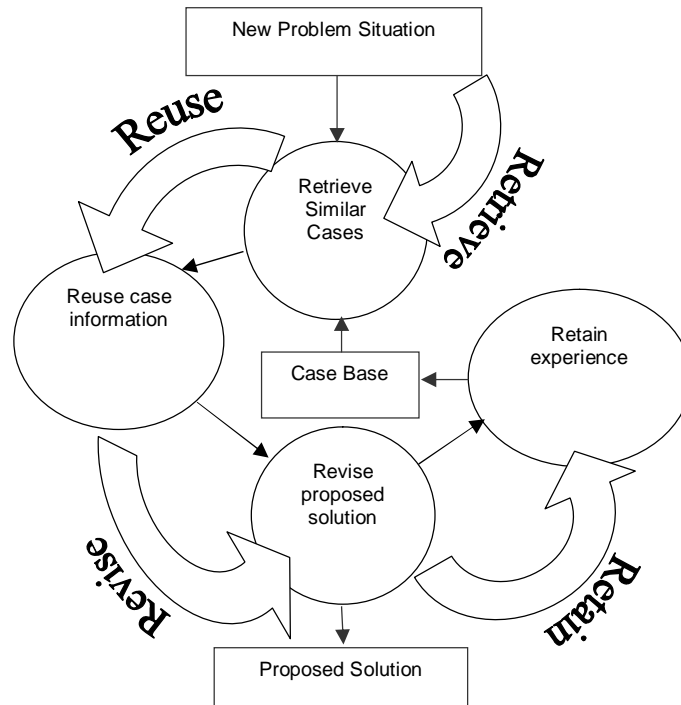 New Problem Situation
Reuse
Retrieve
Retrieve
Similar
Cases
Reuse case
information
Retain
experience
Case Base
Revise
proposed
solution
Revise
Retain
Proposed Solution